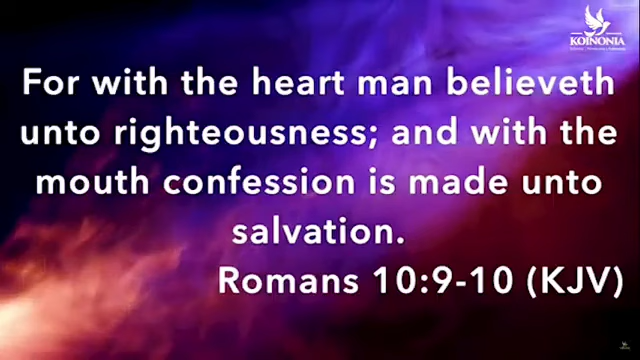 KOINONIA
For with the heart man believeth
unto righteousness; and with the
mouth confession is made unto
salvation.
Romans 10:9-10 (KJV)